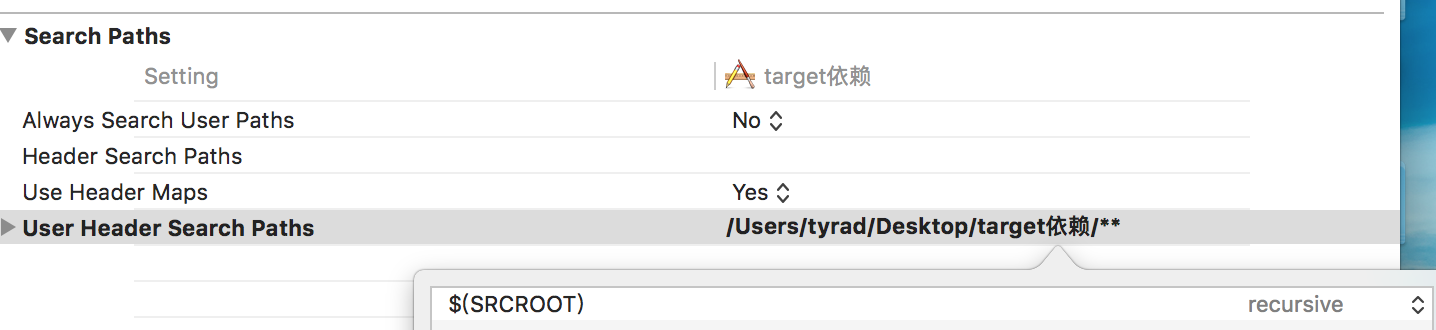 Search Paths
Setting target依赖
Always Search User Paths No
Header Search Paths
Use Header Maps Yes
User Header Search Paths /Users/tyrad/Desktop/target依赖/**
$(SRCROOT) recursive